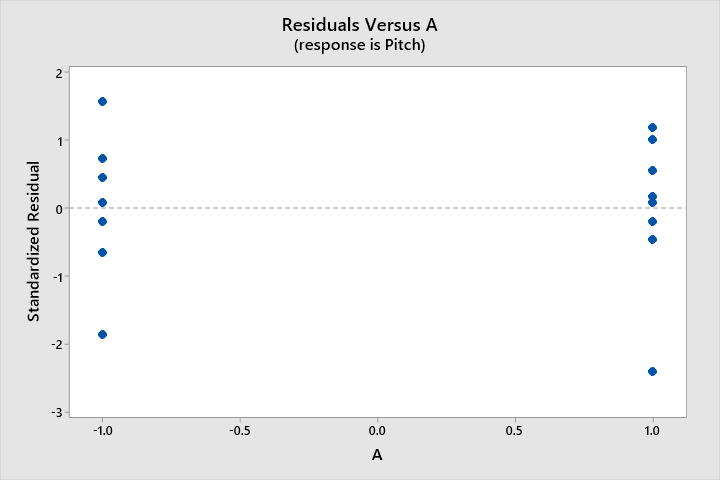 Residuals Versus A
(response is Pitch)
Standardized Residual
2
1
0
-1
-2
-3
-1.0
-0.5
0.0
0.5
1.0
A